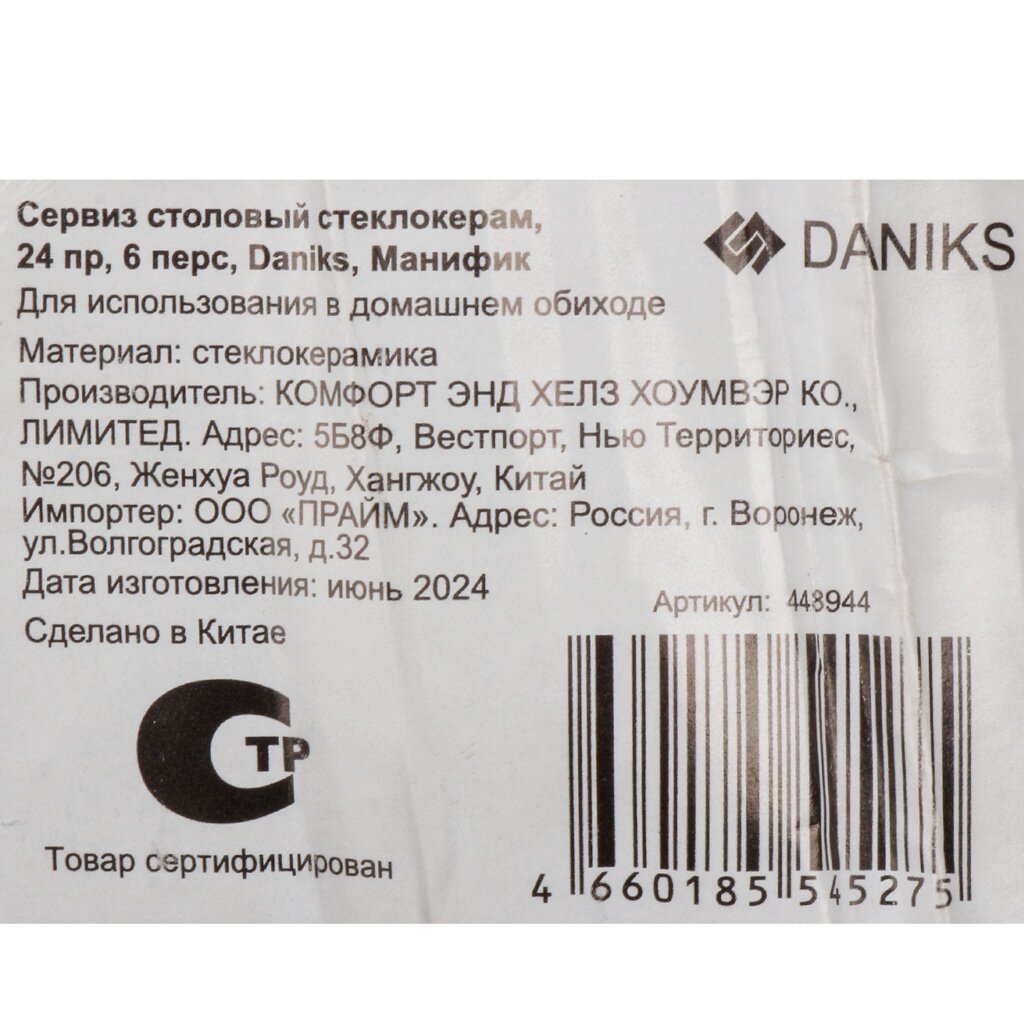 Сервиз столовый стеклокерам,
24 пр, 6 перс, Daniks, Манифик
DANIKS
Для использования в домашнем обиходе
Материал: стеклокерамика
Производитель: КОМФОРТ ЭНД ХЕЛЗ ХОУМВЭР КО.,
ЛИМИТЕД. Адрес: 5Б8Ф, Вестпорт, Нью Территориес,
№206, Женхуа Роуд, Хангжоу, Китай
Импортер: ООО «ПРАЙМ». Адрес: Россия, г. Воронеж,
ул.Волгоградская, д.32
Дата изготовления: июнь 2024
Артикул: 448944
Сделано в Китае
СТР
Товар сертифицирован
4 660185 545275